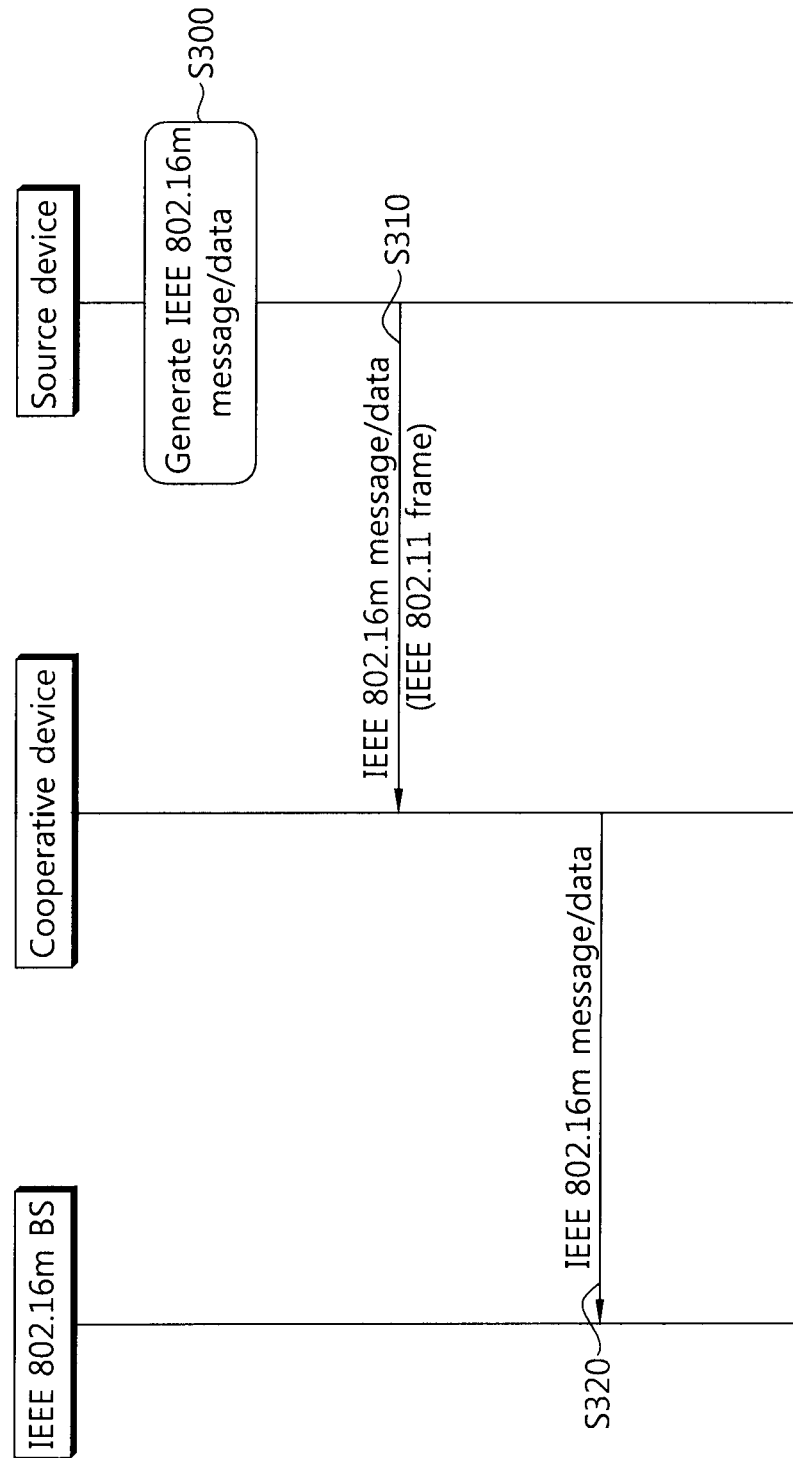 IEEE 802.16m BS
Cooperative device
Source device
Generate IEEE 802.16m
message/data
S300
IEEE 802.16m message/data
(IEEE 802.11 frame)
S310
IEEE 802.16m message/data
S320